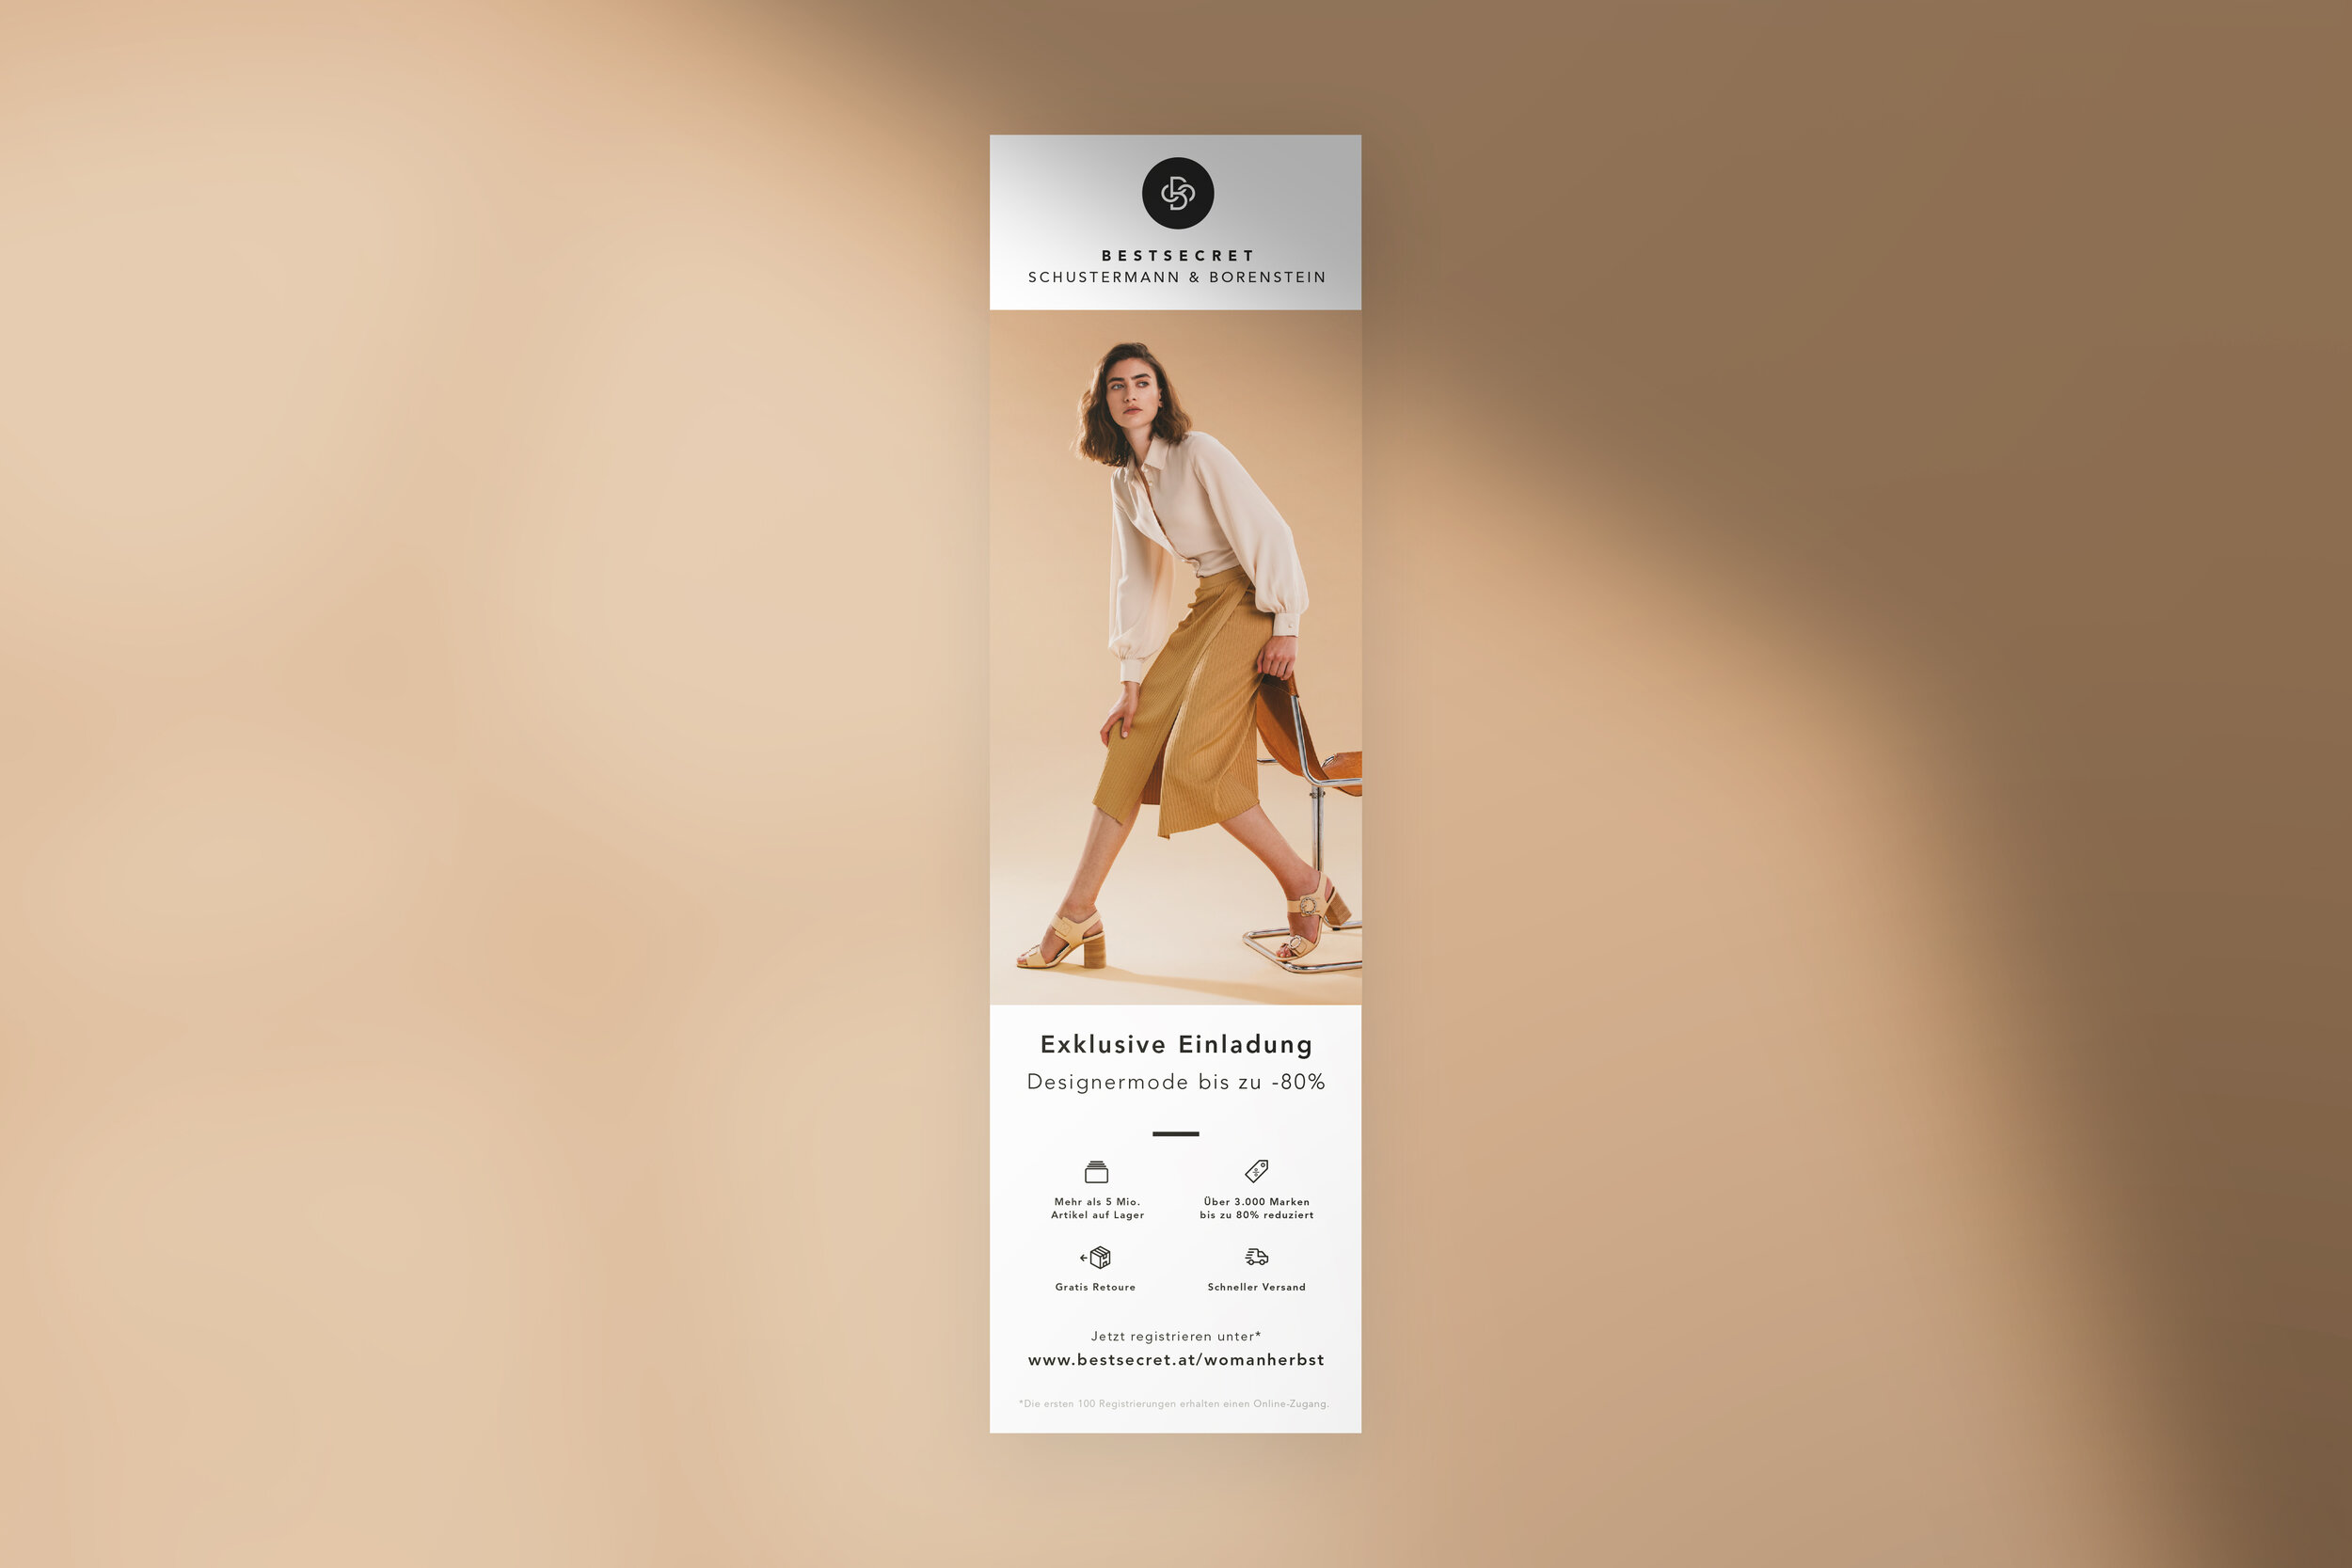 BESTSECRET
SCHUSTERMANN & BORENSTEIN
Exklusive Einladung
Designermode bis zu -80%
Mehr als 5 Mio.
Artikel auf Lager
Über 3.000 Marken
bis zu 80% reduziert
Gratis Retoure
Schneller Versand
Jetzt registrieren unter*
www.bestsecret.at/womanherbst
*Die ersten 100 Registrierungen erhalten einen Online-Zugang.